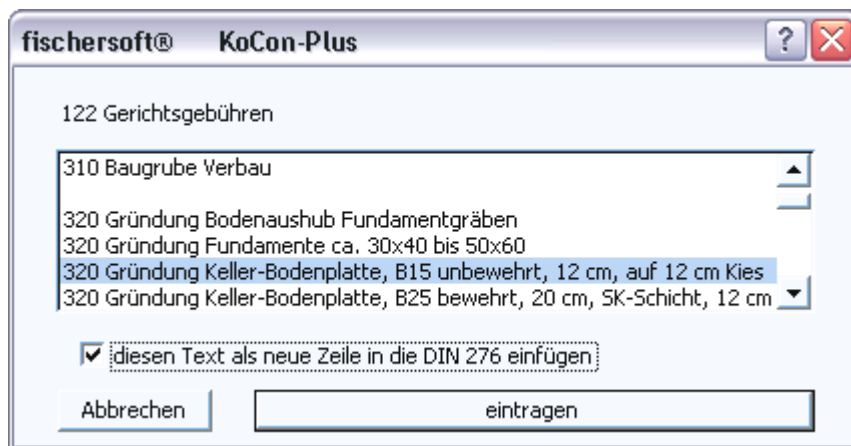 fischersoft® KoCon-Plus
122 Gerichtsgebühren
310 Baugrube Verbau
320 Gründung Bodenaushub Fundamentgräben
320 Gründung Fundamente ca. 30x40 bis 50x60
320 Gründung Keller-Bodenplatte, B15 unbewehrt, 12 cm, auf 12 cm Kies
320 Gründung Keller-Bodenplatte, B25 bewehrt, 20 cm, SK-Schicht, 12 cm
diesen Text als neue Zeile in die DIN 276 einfügen
Abbrechen eintragen